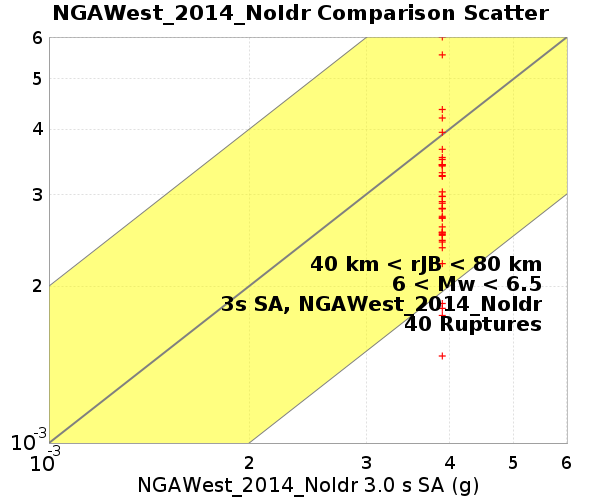 NGAWest_2014_NoIdr Comparison Scatter
6
5
4
3
2
10-3
40 km < rJB < 80 km
6 < Mw < 6.5
3s SA, NGAWest_2014_NoIdr
40 Ruptures
10-3 2 3 4 5 6
NGAWest_2014_NoIdr 3.0 s SA (g)